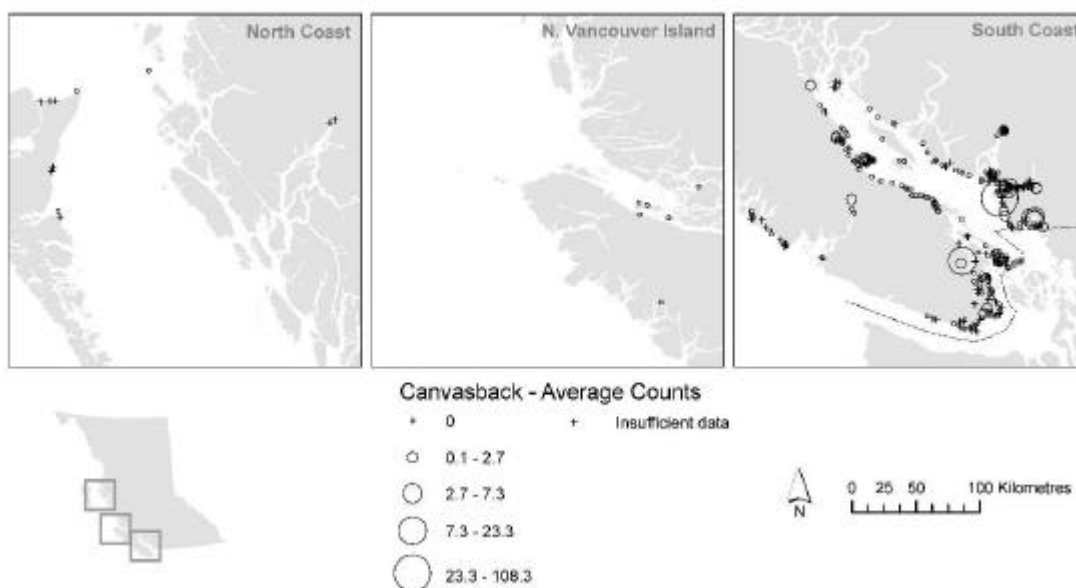 North Coast
N. Vancouver Island
South Coast
Canvasback - Average Counts
0
Insufficient data
0.1 - 2.7
2.7 - 7.3
7.3 - 23.3
23.3 - 108.3
N
0 25 50 100 Kilometres